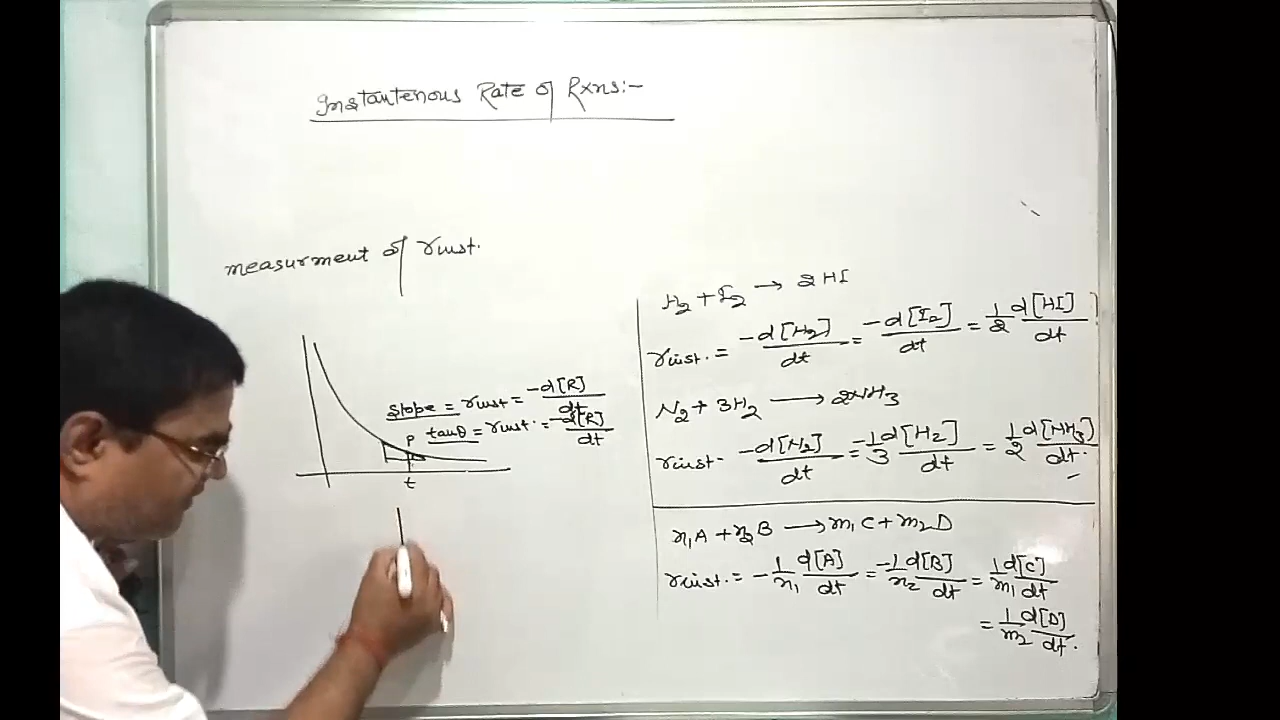 Instantenous Rate of Rxns:-
measurment of rinst.
slope = rinst = -d[R]/dt
tanθ = rinst. = -d[R]/dt
P
t
H₂ + I₂ → 2HI
rinst. = -d[H₂]/dt = -d[I₂]/dt = 1/2 d[HI]/dt
N₂ + 3H₂ → 2NH₃
rinst- -d[N₂]/dt = -1/3 d[H₂]/dt = 1/2 d[NH₃]/dt.
n₁A + n₂B → m₁C + m₂D
rinst. = -1/n₁ d[A]/dt = -1/n₂ d[B]/dt = 1/m₁ d[C]/dt
= 1/m₂ d[D]/dt.